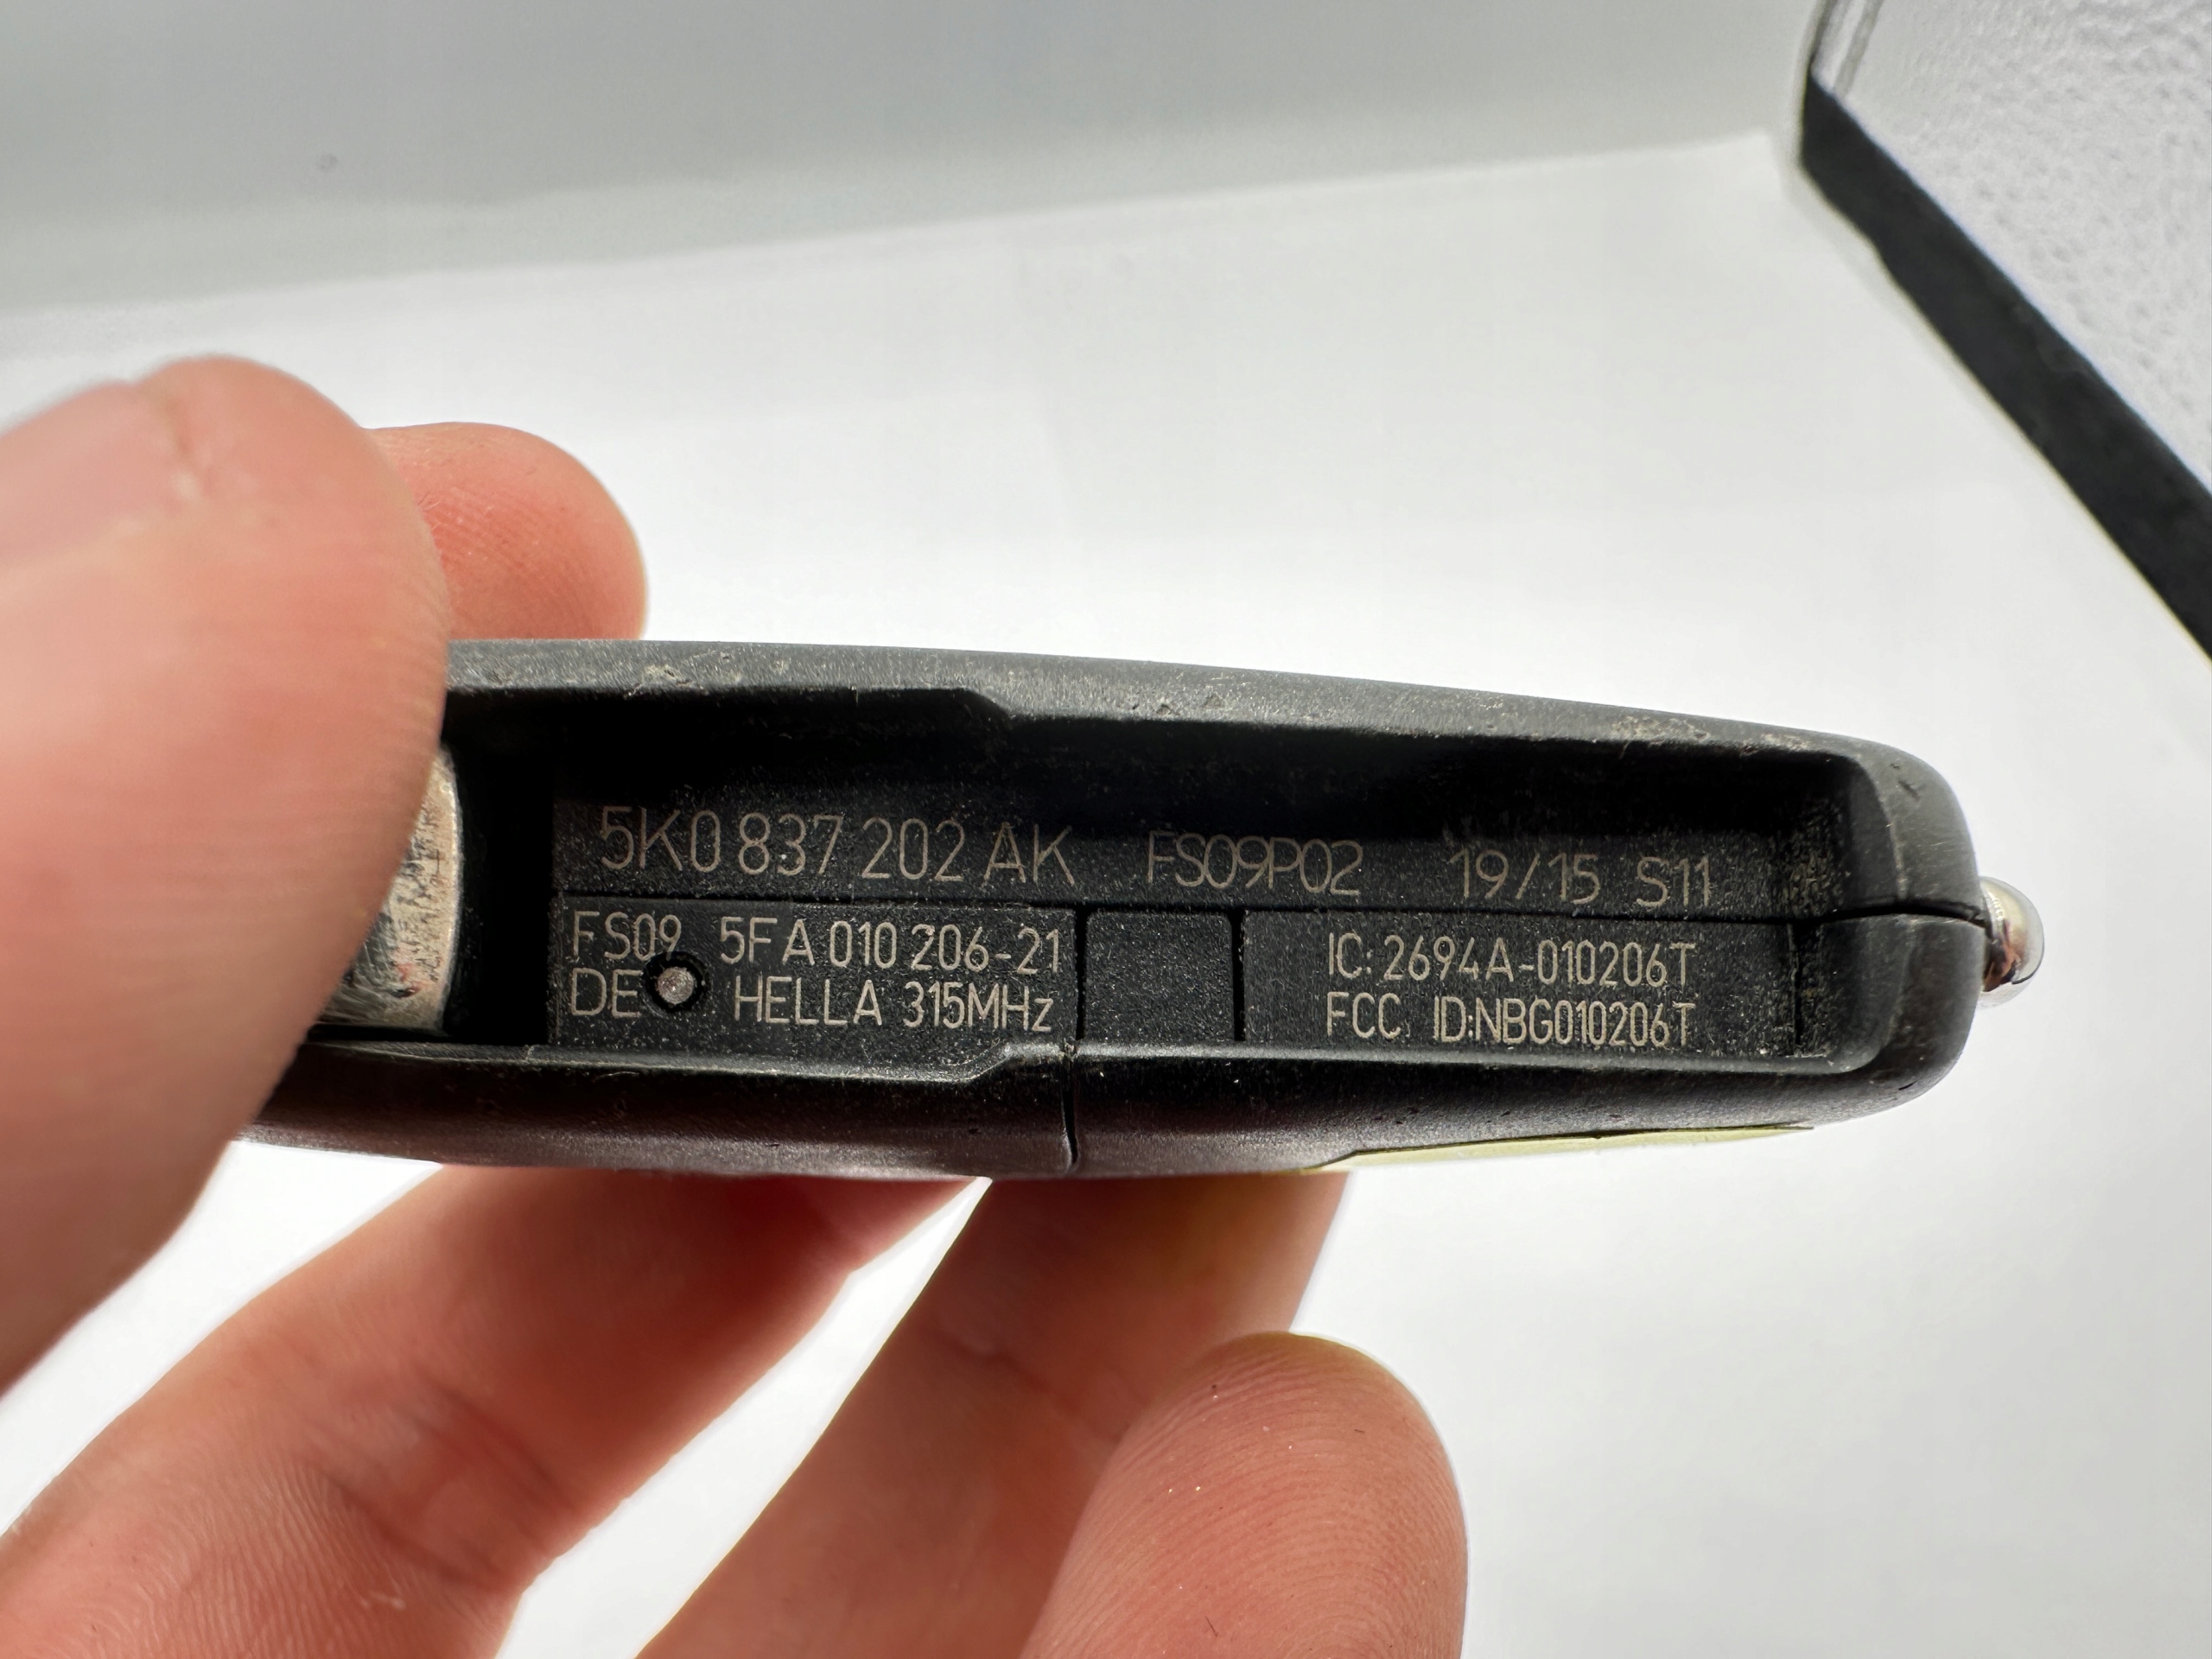 5K0 837 202 AK FS09P02 19/15 S11
FS09 5FA 010 206-21
DE HELLA 315MHz
IC: 2694A-010206T
FCC ID:NBG010206T